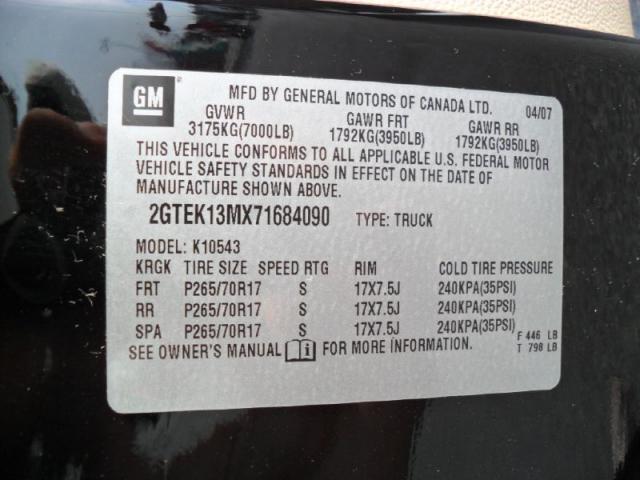 GM
MFD BY GENERAL MOTORS OF CANADA LTD. 04/07
GVWR GAWR FRT GAWR RR
3175KG(7000LB) 1792KG(3950LB) 1792KG(3950LB)
THIS VEHICLE CONFORMS TO ALL APPLICABLE U.S. FEDERAL MOTOR
VEHICLE SAFETY STANDARDS IN EFFECT ON THE DATE OF
MANUFACTURE SHOWN ABOVE.
2GTEK13MX71684090 TYPE: TRUCK
MODEL: K10543
KRGK TIRE SIZE SPEED RTG RIM COLD TIRE PRESSURE
FRT P265/70R17 S 17X7.5J 240KPA(35PSI)
RR P265/70R17 S 17X7.5J 240KPA(35PSI)
SPA P265/70R17 S 17X7.5J 240KPA(35PSI)
F 446 LB
SEE OWNER'S MANUAL i FOR MORE INFORMATION. T 798 LB